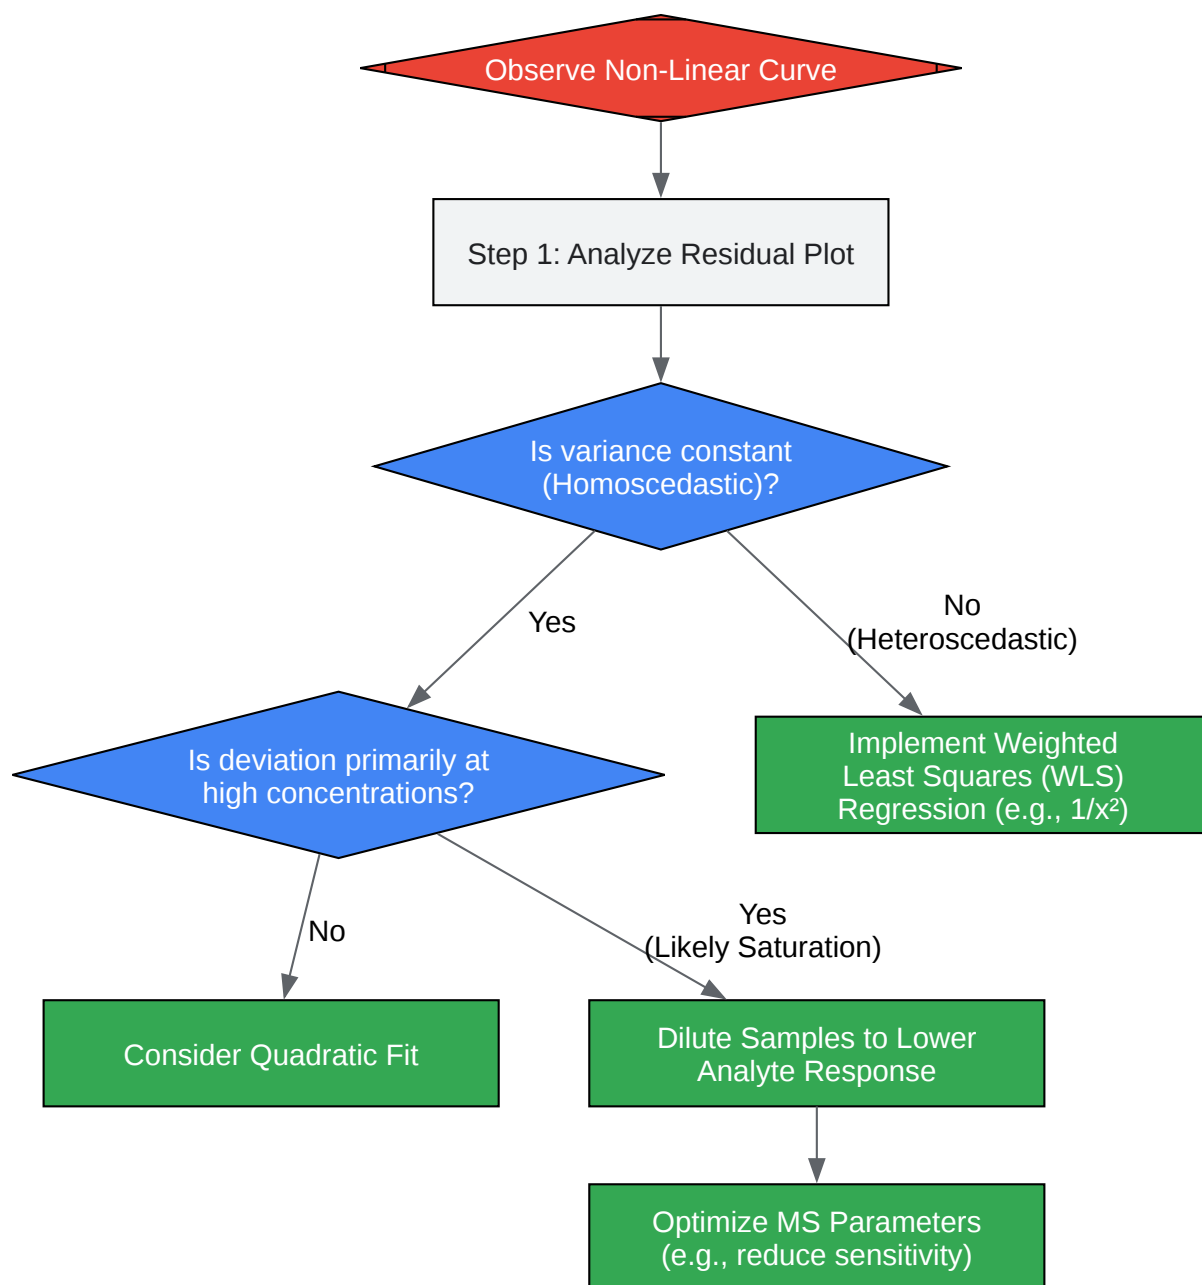 Observe Non-Linear Curve
Step 1: Analyze Residual Plot
Is variance constant
(Homoscedastic)?
Yes
No
(Heteroscedastic)
Is deviation primarily at
high concentrations?
Implement Weighted
Least Squares (WLS)
Regression (e.g., 1/x²)
No
Yes
(Likely Saturation)
Consider Quadratic Fit
Dilute Samples to Lower
Analyte Response
Optimize MS Parameters
(e.g., reduce sensitivity)